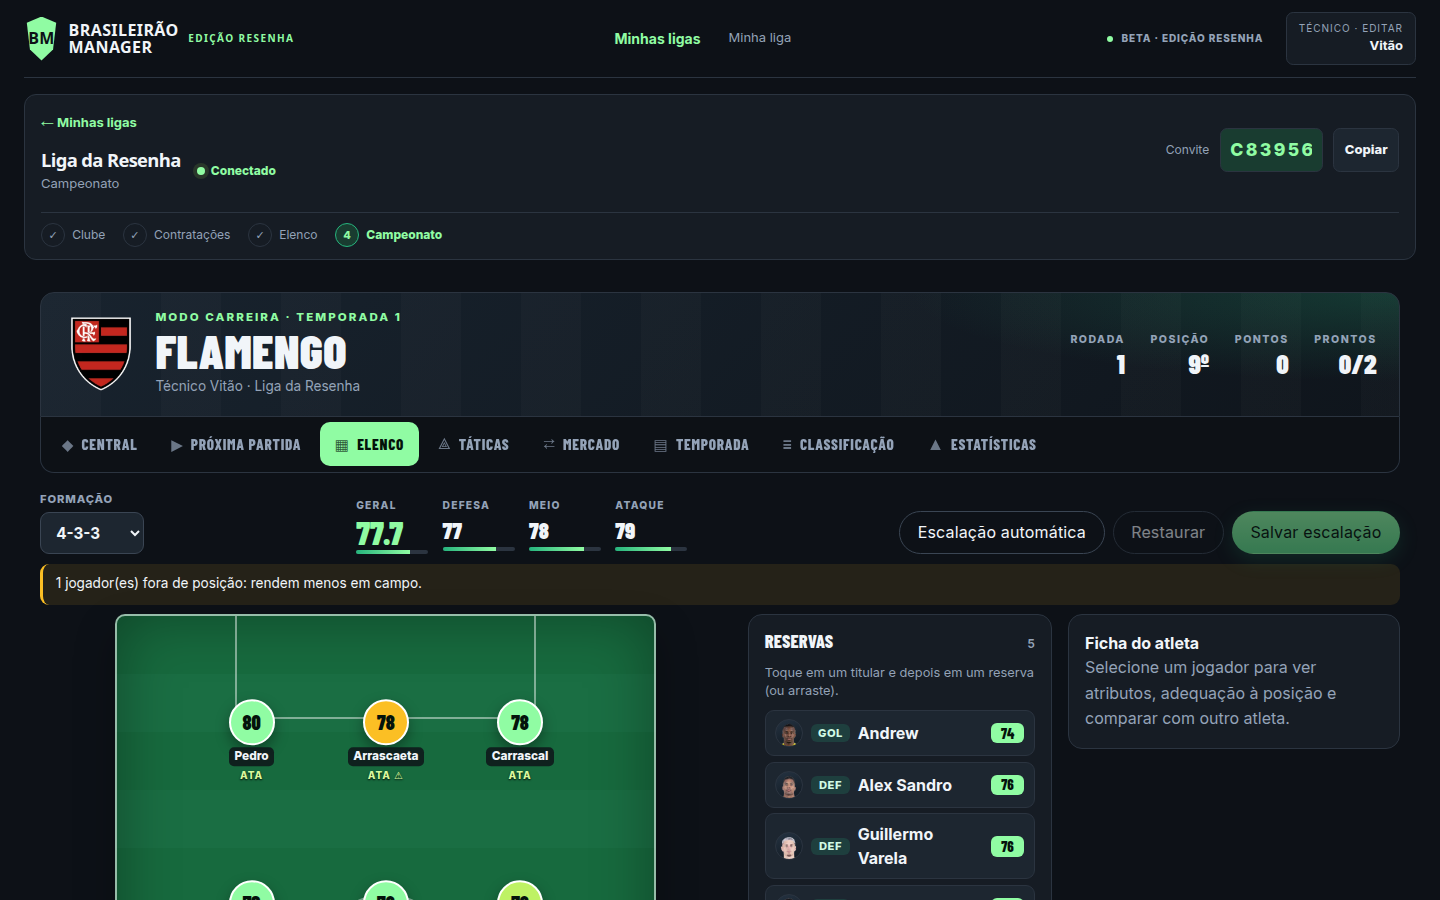 BM
BRASILEIRÃO
MANAGER
EDIÇÃO RESENHA
Minhas ligas
Minha liga
BETA · EDIÇÃO RESENHA
TÉCNICO · EDITAR
Vitão
← Minhas ligas
Liga da Resenha
Campeonato
Conectado
Convite
C83956
Copiar
✓ Clube
✓ Contratações
✓ Elenco
4 Campeonato
MODO CARREIRA · TEMPORADA 1
FLAMENGO
Técnico Vitão · Liga da Resenha
RODADA
1
POSIÇÃO
9º
PONTOS
0
PRONTOS
0/2
CENTRAL
PRÓXIMA PARTIDA
ELENCO
TÁTICAS
MERCADO
TEMPORADA
CLASSIFICAÇÃO
ESTATÍSTICAS
FORMAÇÃO
4-3-3
GERAL
77.7
DEFESA
77
MEIO
78
ATAQUE
79
Escalação automática
Restaurar
Salvar escalação
1 jogador(es) fora de posição: rendem menos em campo.
80
Pedro
ATA
78
Arrascaeta
ATA ⚠
78
Carrascal
ATA
RESERVAS
5
Toque em um titular e depois em um reserva
(ou arraste).
GOL Andrew 74
DEF Alex Sandro 76
DEF Guillermo
Varela 76
Ficha do atleta
Selecione um jogador para ver
atributos, adequação à posição e
comparar com outro atleta.